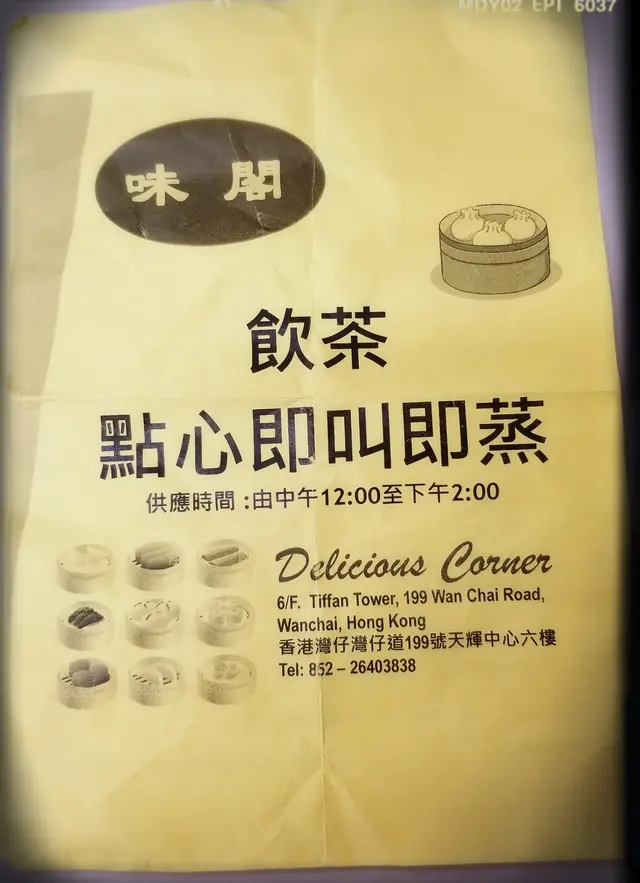 MDY02 EPI 6037
味閣
飲茶
點心即叫即蒸
供應時間 :由中午12:00至下午2:00
Delicious Corner
6/F. Tiffan Tower, 199 Wan Chai Road,
Wanchai, Hong Kong
香港灣仔灣仔道199號天輝中心六樓
Tel: 852 – 26403838